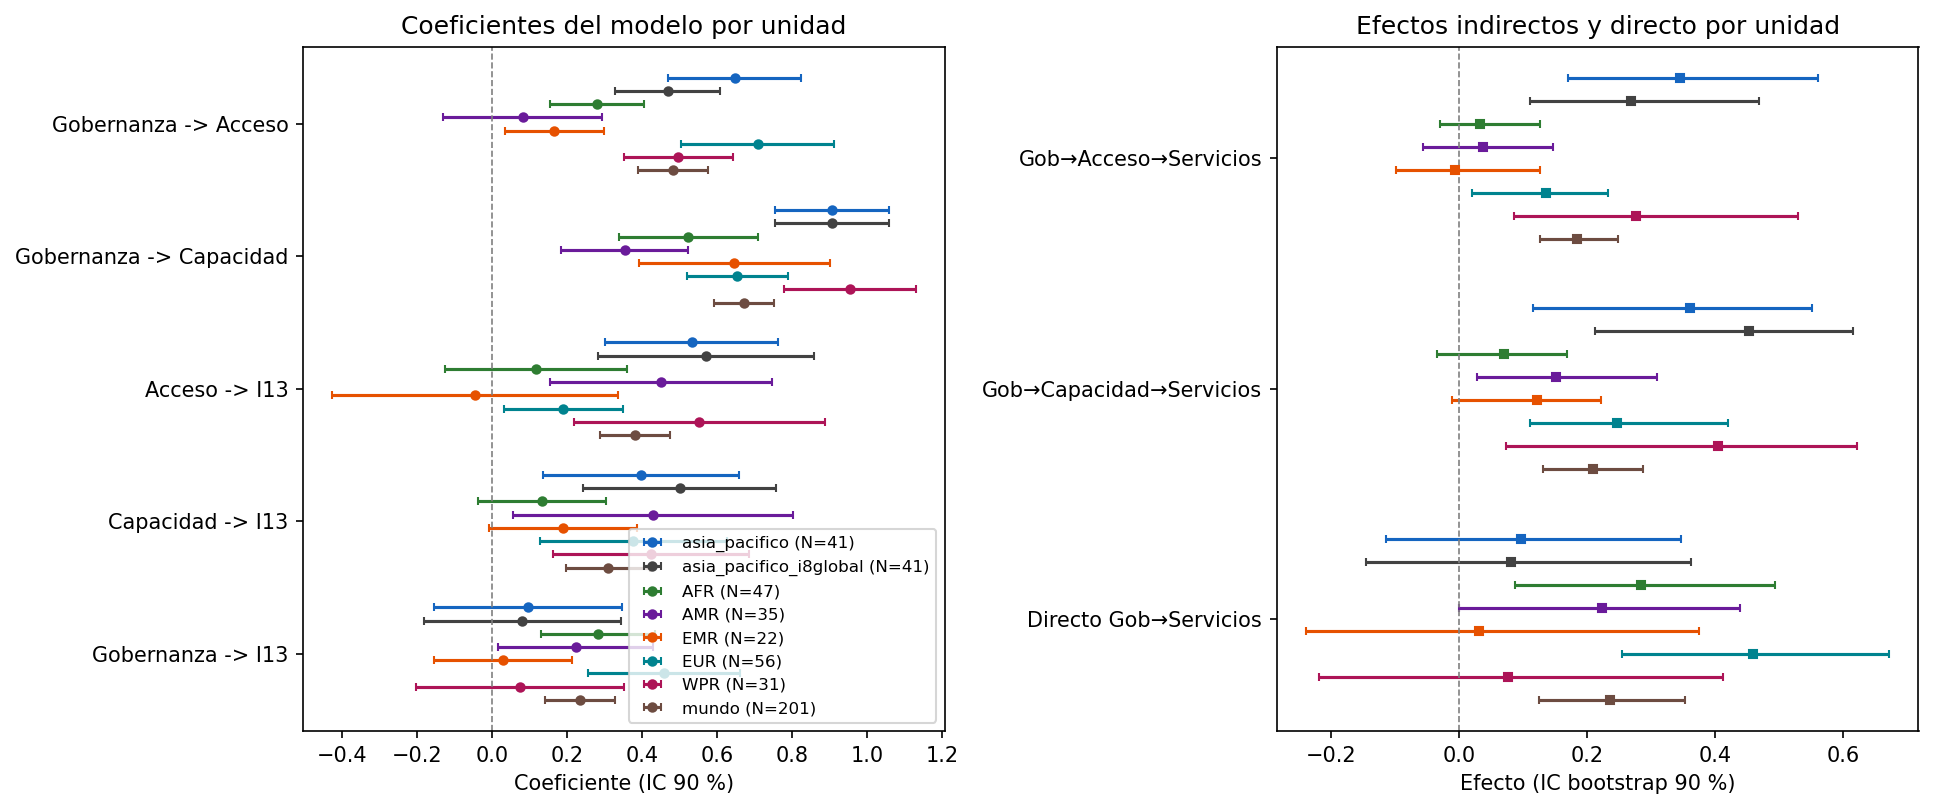 Coeficientes del modelo por unidad
Gobernanza -> Acceso
Gobernanza -> Capacidad
Acceso -> I13
Capacidad -> I13
Gobernanza -> I13
asia_pacifico (N=41)
asia_pacifico_i8global (N=41)
AFR (N=47)
AMR (N=35)
EMR (N=22)
EUR (N=56)
WPR (N=31)
mundo (N=201)
−0.4 −0.2 0.0 0.2 0.4 0.6 0.8 1.0 1.2
Coeficiente (IC 90 %)
Efectos indirectos y directo por unidad
Gob→Acceso→Servicios
Gob→Capacidad→Servicios
Directo Gob→Servicios
−0.2 0.0 0.2 0.4 0.6
Efecto (IC bootstrap 90 %)